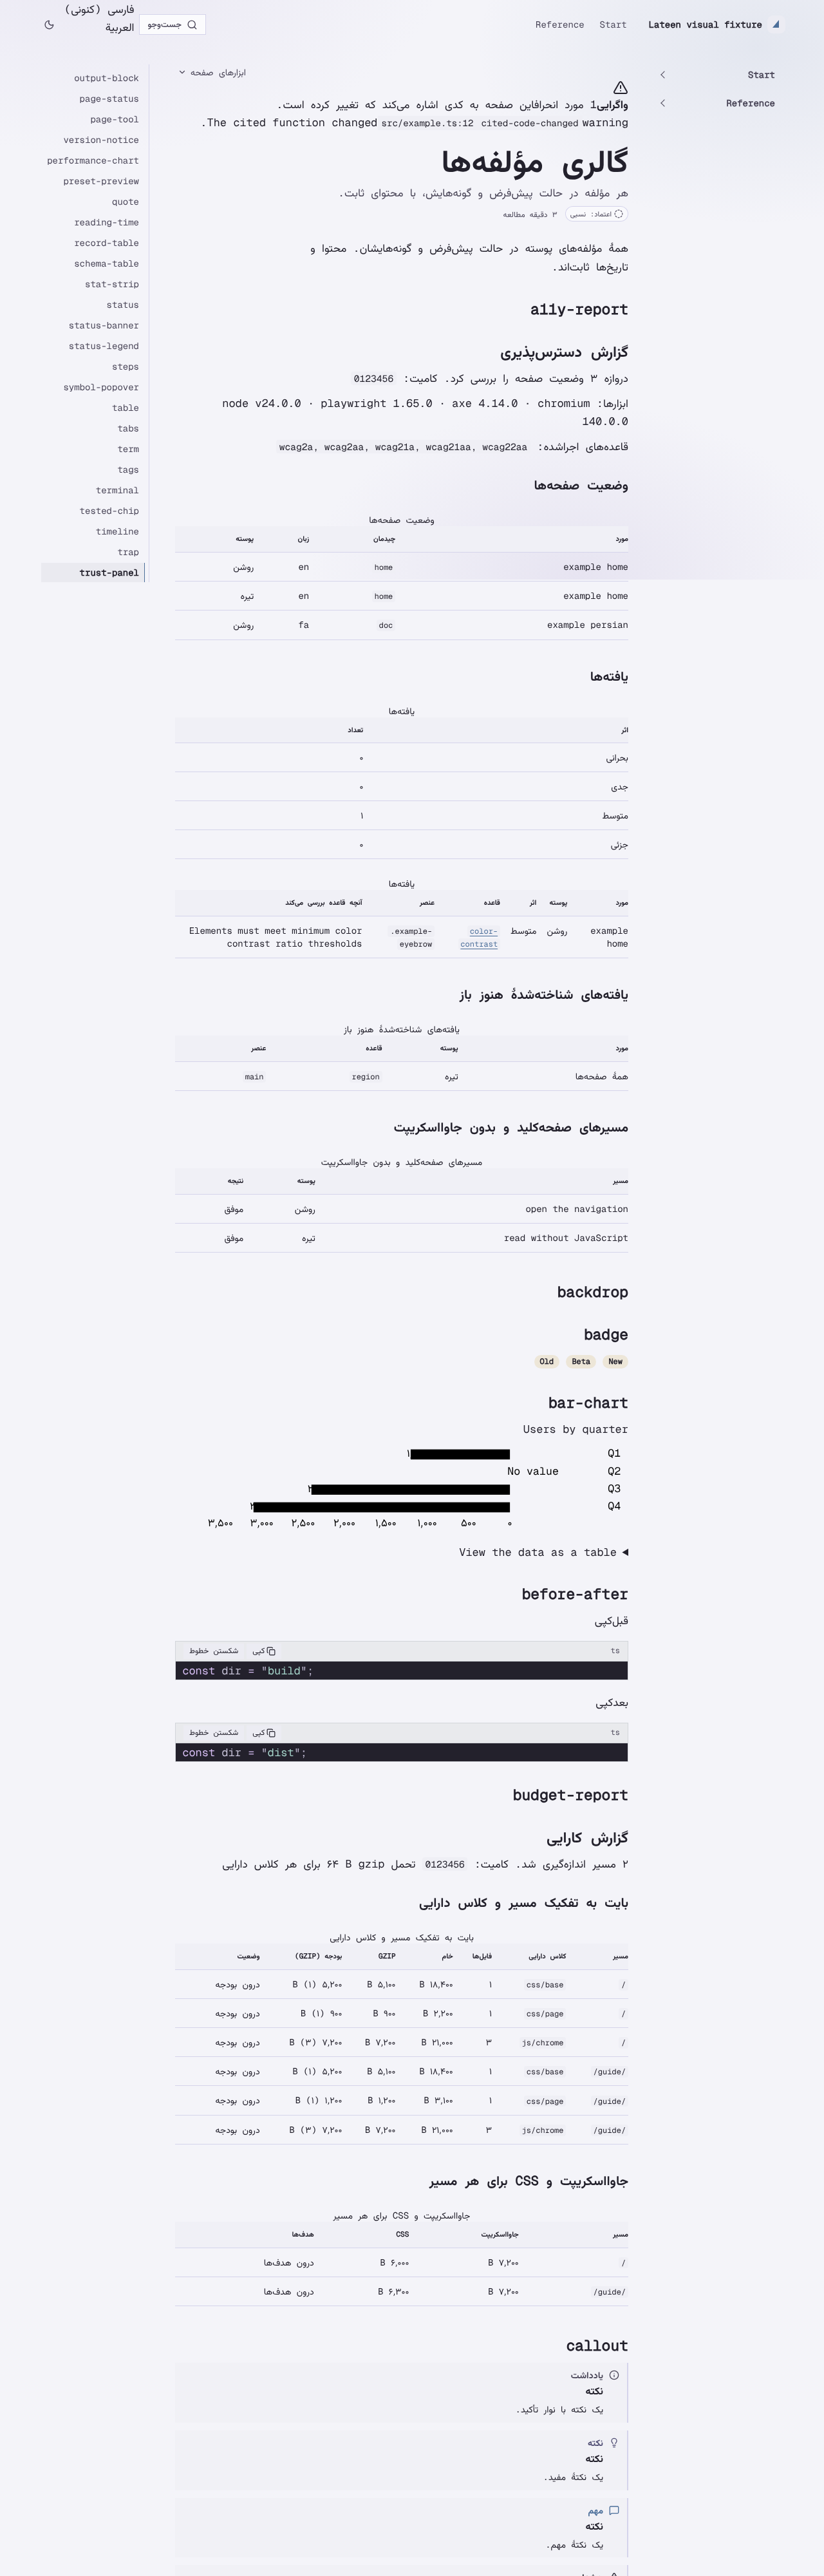 Lateen visual fixture
Start
Reference
جست‌وجو
فارسی (کنونی)
العربية
Start
Reference
ابزارهای صفحه
واگرایی1 مورد انحرافاین صفحه به کدی اشاره می‌کند که تغییر کرده است.
warning cited-code-changed src/example.ts:12 The cited function changed.
گالری مؤلفه‌ها
هر مؤلفه در حالت پیش‌فرض و گونه‌هایش، با محتوای ثابت.
اعتماد: نسبی
۳ دقیقه مطالعه
همهٔ مؤلفه‌های پوسته در حالت پیش‌فرض و گونه‌هایشان. محتوا و
تاریخ‌ها ثابت‌اند.
a11y-report
گزارش دسترس‌پذیری
دروازه ۳ وضعیت صفحه را بررسی کرد. کامیت: 0123456
ابزارها: node v24.0.0 · playwright 1.65.0 · axe 4.14.0 · chromium
140.0.0
قاعده‌های اجراشده: wcag2a, wcag2aa, wcag21a, wcag21aa, wcag22aa
وضعیت صفحه‌ها
وضعیت صفحه‌ها
مورد چیدمان زبان پوسته
example home home en روشن
example home home en تیره
example persian doc fa روشن
یافته‌ها
یافته‌ها
اثر تعداد
بحرانی ۰
جدی ۰
متوسط ۱
جزئی ۰
یافته‌ها
مورد پوسته اثر قاعده عنصر آنچه قاعده بررسی می‌کند
example home روشن متوسط color-contrast .example-eyebrow Elements must meet minimum color contrast ratio thresholds
یافته‌های شناخته‌شدهٔ هنوز باز
یافته‌های شناخته‌شدهٔ هنوز باز
مورد پوسته قاعده عنصر
همهٔ صفحه‌ها تیره region main
مسیرهای صفحه‌کلید و بدون جاوااسکریپت
مسیرهای صفحه‌کلید و بدون جاوااسکریپت
مسیر پوسته نتیجه
open the navigation روشن موفق
read without JavaScript تیره موفق
backdrop
badge
New Beta Old
bar-chart
Users by quarter
Q1 ۱
Q2 No value
Q3 ۲
Q4
۰ ۵۰۰ ۱,۰۰۰ ۱,۵۰۰ ۲,۰۰۰ ۲,۵۰۰ ۳,۰۰۰ ۳,۵۰۰
View the data as a table
before-after
قبل‌کپی
ts کپی شکستن خطوط
const dir = "build";
بعدکپی
ts کپی شکستن خطوط
const dir = "dist";
budget-report
گزارش کارایی
۲ مسیر اندازه‌گیری شد. کامیت: 0123456 تحمل ۶۴ B gzip برای هر کلاس دارایی
بایت به تفکیک مسیر و کلاس دارایی
بایت به تفکیک مسیر و کلاس دارایی
مسیر کلاس دارایی فایل‌ها خام GZIP بودجه (GZIP) وضعیت
/ css/base ۱ ۱۸,۴۰۰ B ۵,۱۰۰ B ۵,۲۰۰ B (۱) درون بودجه
/ css/page ۱ ۲,۲۰۰ B ۹۰۰ B ۹۰۰ B (۱) درون بودجه
/ js/chrome ۳ ۲۱,۰۰۰ B ۷,۲۰۰ B ۷,۲۰۰ B (۳) درون بودجه
/guide/ css/base ۱ ۱۸,۴۰۰ B ۵,۱۰۰ B ۵,۲۰۰ B (۱) درون بودجه
/guide/ css/page ۱ ۳,۱۰۰ B ۱,۲۰۰ B ۱,۲۰۰ B (۱) درون بودجه
/guide/ js/chrome ۳ ۲۱,۰۰۰ B ۷,۲۰۰ B ۷,۲۰۰ B (۳) درون بودجه
جاوااسکریپت و CSS برای هر مسیر
جاوااسکریپت و CSS برای هر مسیر
مسیر جاوااسکریپت CSS هدف‌ها
/ ۷,۲۰۰ B ۶,۰۰۰ B درون هدف‌ها
/guide/ ۷,۲۰۰ B ۶,۳۰۰ B درون هدف‌ها
callout
یادداشت
نکته
یک نکته با نوار تأکید.
نکته
نکته
یک نکتهٔ مفید.
مهم
نکته
یک نکتهٔ مهم.
output-block
page-status
page-tool
version-notice
performance-chart
preset-preview
quote
reading-time
record-table
schema-table
stat-strip
status
status-banner
status-legend
steps
symbol-popover
table
tabs
term
tags
terminal
tested-chip
timeline
trap
trust-panel